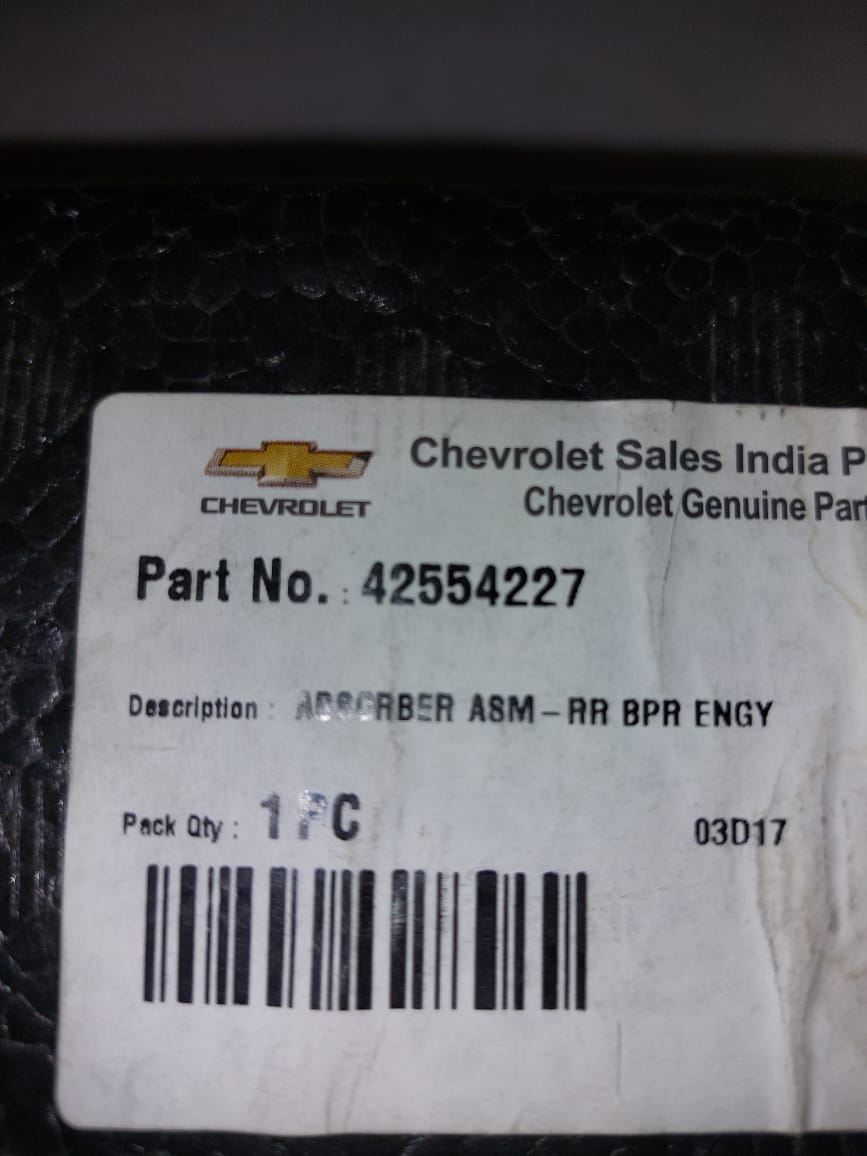 CHEVROLET
Chevrolet Sales India P
Chevrolet Genuine Par
Part No. : 42554227
Description : ABSORBER ASM-RR BPR ENGY
Pack Qty : 1 PC
03D17